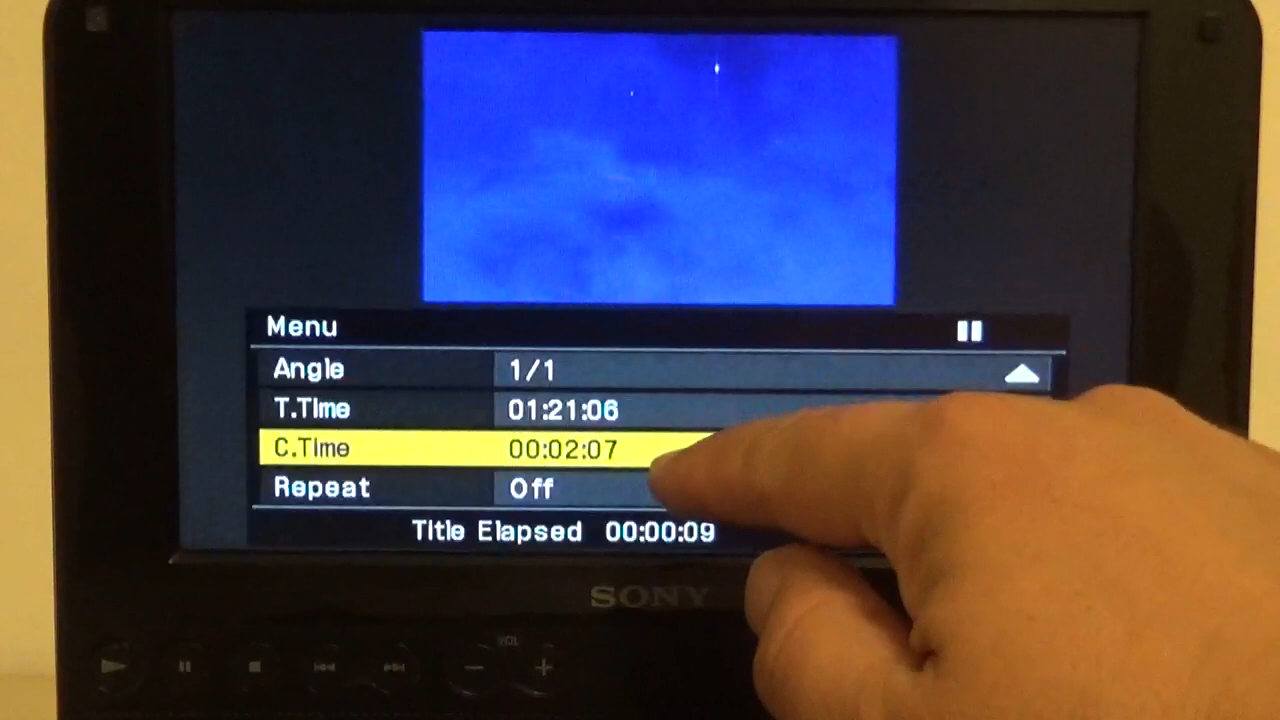 Menu
Angle 1/1
T.Time 01:21:06
C.Time 00:02:07
Repeat Off
Title Elapsed 00:00:09
SONY
VOL